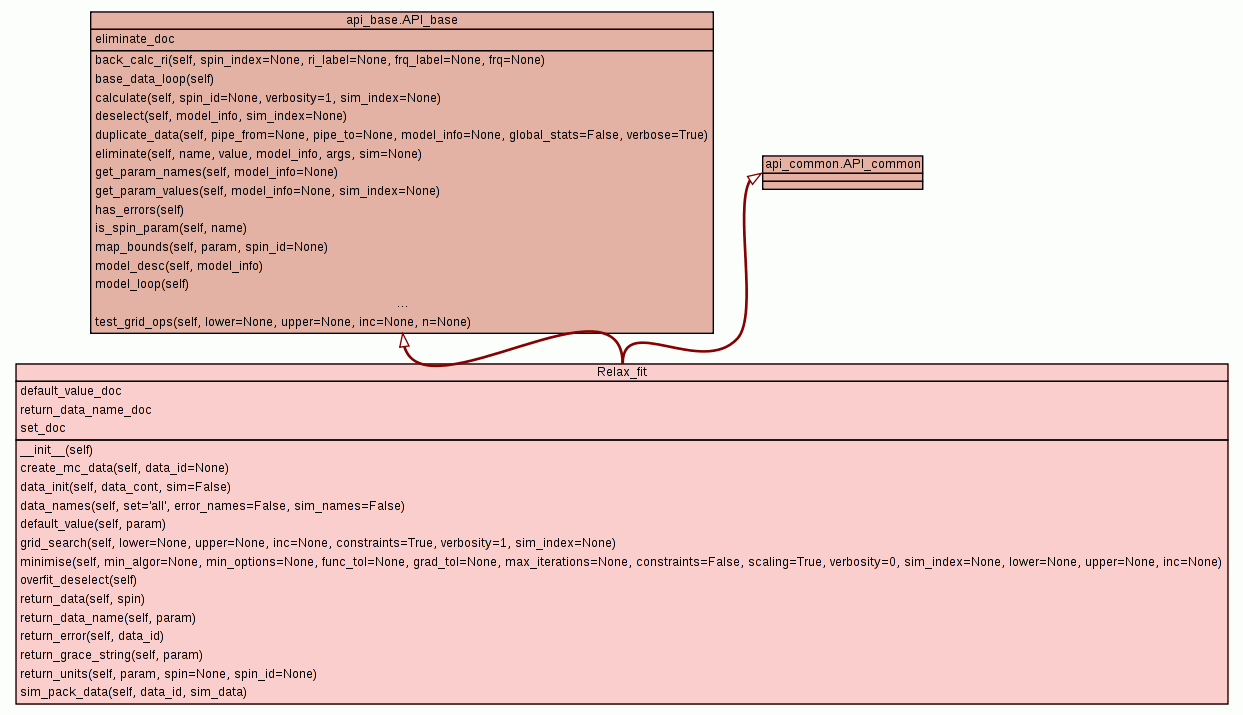 api_base.API_base
eliminate_doc
back_calc_ri(self, spin_index=None, ri_label=None, frq_label=None, frq=None)
base_data_loop(self)
calculate(self, spin_id=None, verbosity=1, sim_index=None)
deselect(self, model_info, sim_index=None)
duplicate_data(self, pipe_from=None, pipe_to=None, model_info=None, global_stats=False, verbose=True)
eliminate(self, name, value, model_info, args, sim=None)
get_param_names(self, model_info=None)
get_param_values(self, model_info=None, sim_index=None)
has_errors(self)
is_spin_param(self, name)
map_bounds(self, param, spin_id=None)
model_desc(self, model_info)
model_loop(self)
...
test_grid_ops(self, lower=None, upper=None, inc=None, n=None)
api_common.API_common
Relax_fit
default_value_doc
return_data_name_doc
set_doc
__init__(self)
create_mc_data(self, data_id=None)
data_init(self, data_cont, sim=False)
data_names(self, set='all', error_names=False, sim_names=False)
default_value(self, param)
grid_search(self, lower=None, upper=None, inc=None, constraints=True, verbosity=1, sim_index=None)
minimise(self, min_algor=None, min_options=None, func_tol=None, grad_tol=None, max_iterations=None, constraints=False, scaling=True, verbosity=0, sim_index=None, lower=None, upper=None, inc=None)
overfit_deselect(self)
return_data(self, spin)
return_data_name(self, param)
return_error(self, data_id)
return_grace_string(self, param)
return_units(self, param, spin=None, spin_id=None)
sim_pack_data(self, data_id, sim_data)